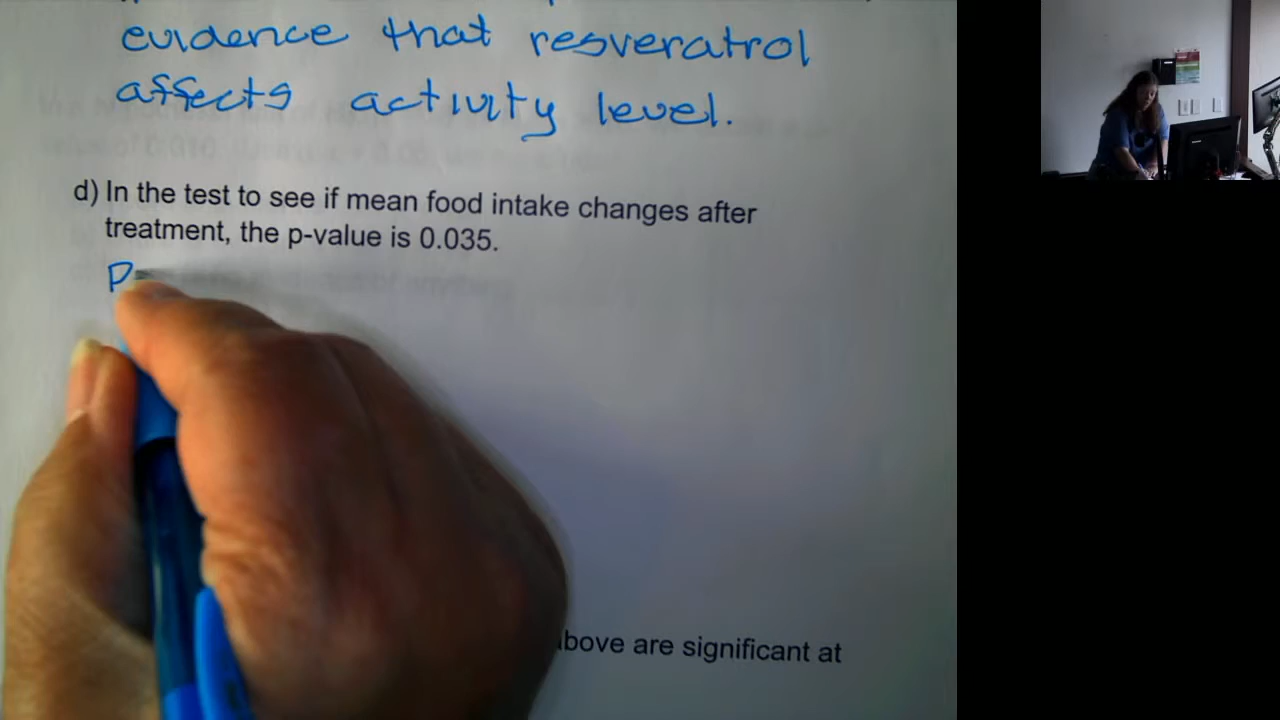 evidence that resveratrol
affects activity level.
d) In the test to see if mean food intake changes after
treatment, the p-value is 0.035.
P
above are significant at